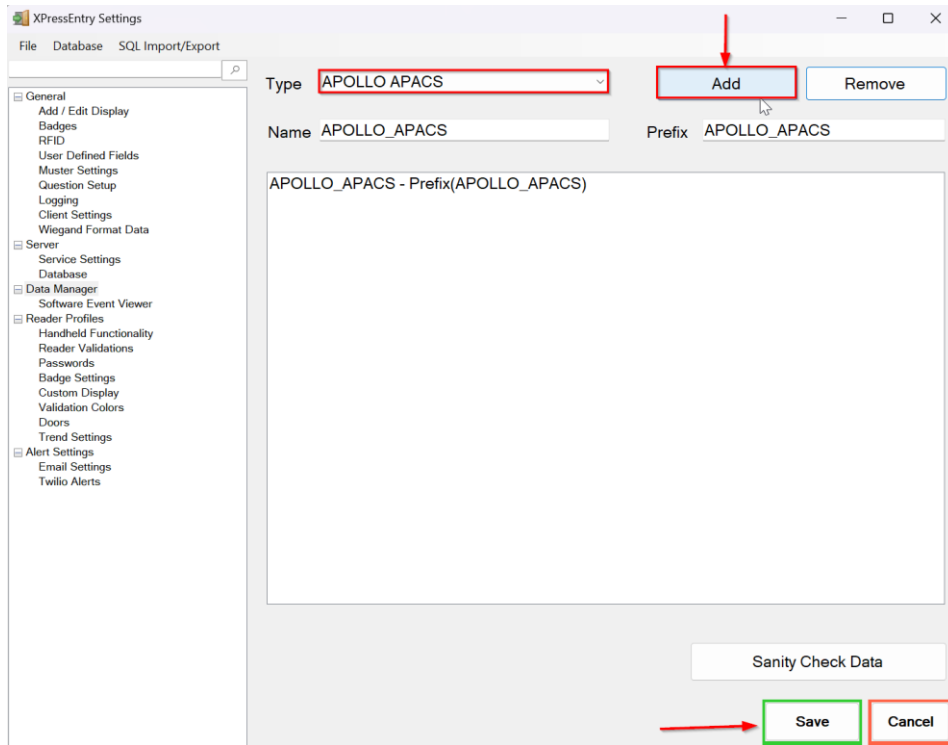 XPressEntry Settings
File Database SQL Import/Export
General
Add / Edit Display
Badges
RFID
User Defined Fields
Muster Settings
Question Setup
Logging
Client Settings
Wiegand Format Data
Server
Service Settings
Database
Data Manager
Software Event Viewer
Reader Profiles
Handheld Functionality
Reader Validations
Passwords
Badge Settings
Custom Display
Validation Colors
Doors
Trend Settings
Alert Settings
Email Settings
Twilio Alerts
Type APOLLO APACS Add Remove
Name APOLLO_APACS Prefix APOLLO_APACS
APOLLO_APACS - Prefix(APOLLO_APACS)
Sanity Check Data
Save Cancel